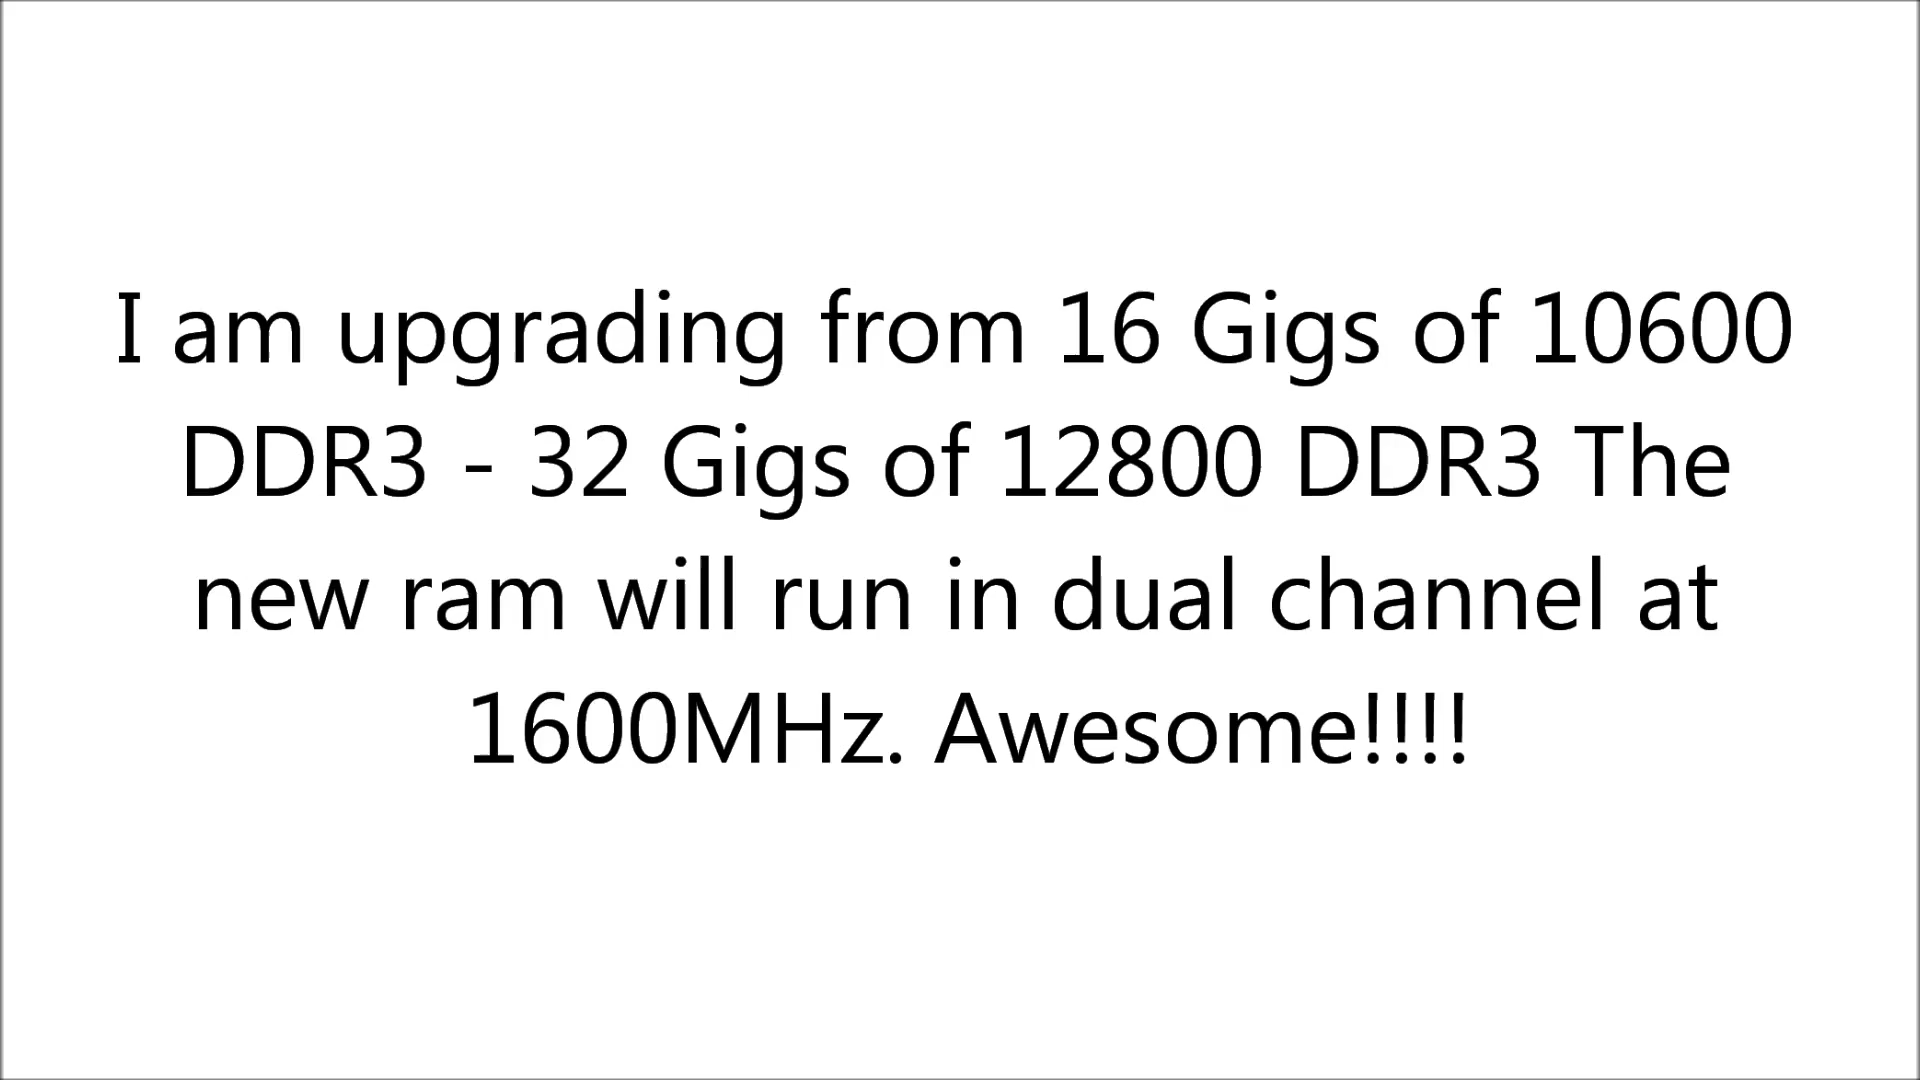 I am upgrading from 16 Gigs of 10600
DDR3 - 32 Gigs of 12800 DDR3 The
new ram will run in dual channel at
1600MHz. Awesome!!!!